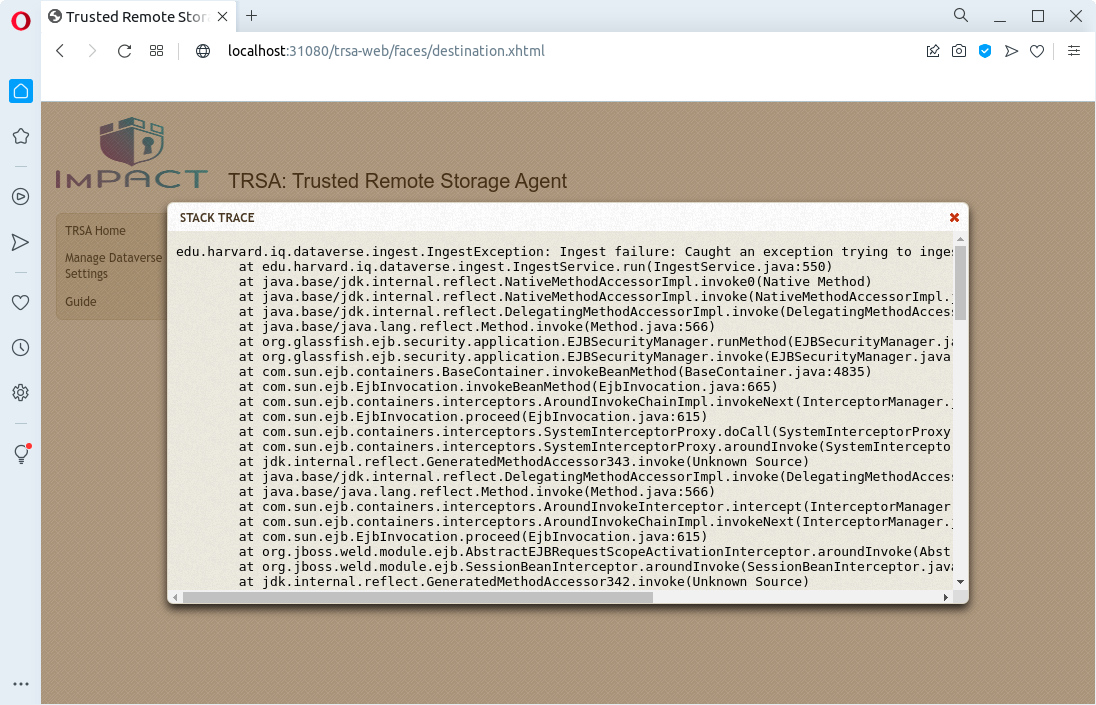 Trusted Remote Stor
localhost:31080/trsa-web/faces/destination.xhtml
IMPACT
TRSA: Trusted Remote Storage Agent
TRSA Home
Manage Dataverse
Settings
Guide
STACK TRACE
edu.harvard.iq.dataverse.ingest.IngestException: Ingest failure: Caught an exception trying to inges
at edu.harvard.iq.dataverse.ingest.IngestService.run(IngestService.java:550)
at java.base/jdk.internal.reflect.NativeMethodAccessorImpl.invoke0(Native Method)
at java.base/jdk.internal.reflect.NativeMethodAccessorImpl.invoke(NativeMethodAccessorImpl.j
at java.base/jdk.internal.reflect.DelegatingMethodAccessorImpl.invoke(DelegatingMethodAccess
at java.base/java.lang.reflect.Method.invoke(Method.java:566)
at org.glassfish.ejb.security.application.EJBSecurityManager.runMethod(EJBSecurityManager.ja
at org.glassfish.ejb.security.application.EJBSecurityManager.invoke(EJBSecurityManager.java
at com.sun.ejb.containers.BaseContainer.invokeBeanMethod(BaseContainer.java:4835)
at com.sun.ejb.EjbInvocation.invokeBeanMethod(EjbInvocation.java:665)
at com.sun.ejb.containers.interceptors.AroundInvokeChainImpl.invokeNext(InterceptorManager.j
at com.sun.ejb.EjbInvocation.proceed(EjbInvocation.java:615)
at com.sun.ejb.containers.interceptors.SystemInterceptorProxy.doCall(SystemInterceptorProxy
at com.sun.ejb.containers.interceptors.SystemInterceptorProxy.aroundInvoke(SystemIntercepto
at jdk.internal.reflect.GeneratedMethodAccessor343.invoke(Unknown Source)
at java.base/jdk.internal.reflect.DelegatingMethodAccessorImpl.invoke(DelegatingMethodAccess
at java.base/java.lang.reflect.Method.invoke(Method.java:566)
at com.sun.ejb.containers.interceptors.AroundInvokeInterceptor.intercept(InterceptorManager
at com.sun.ejb.containers.interceptors.AroundInvokeChainImpl.invokeNext(InterceptorManager.j
at com.sun.ejb.EjbInvocation.proceed(EjbInvocation.java:615)
at org.jboss.weld.module.ejb.AbstractEJBRequestScopeActivationInterceptor.aroundInvoke(Abst
at org.jboss.weld.module.ejb.SessionBeanInterceptor.aroundInvoke(SessionBeanInterceptor.java
at jdk.internal.reflect.GeneratedMethodAccessor342.invoke(Unknown Source)